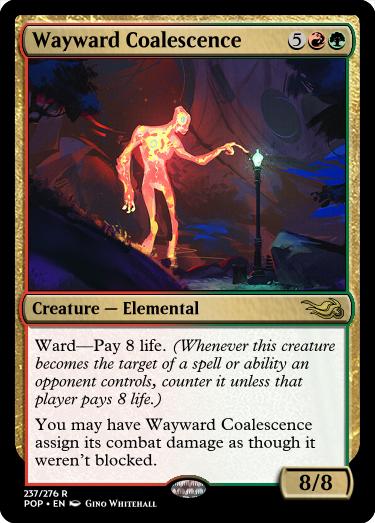 Wayward Coalescence 5
Creature — Elemental
Ward—Pay 8 life. (Whenever this creature
becomes the target of a spell or ability an
opponent controls, counter it unless that
player pays 8 life.)
You may have Wayward Coalescence
assign its combat damage as though it
weren't blocked.
8/8
237/276 R
POP • EN Gino Whitehall